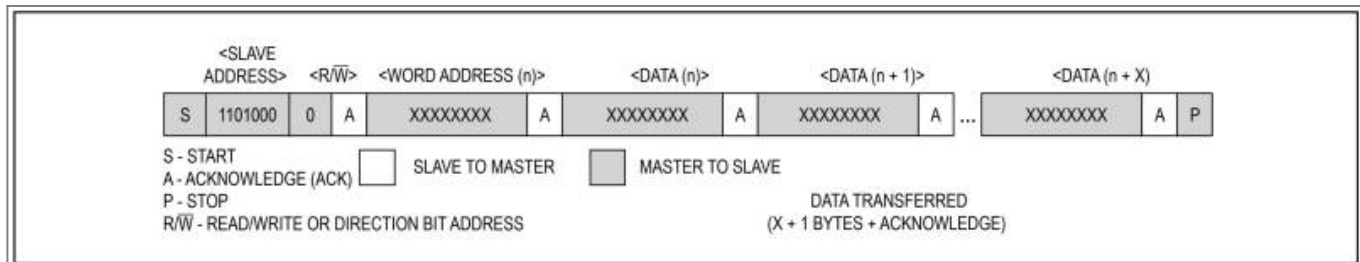 <SLAVE
ADDRESS> <R/W̅> <WORD ADDRESS (n)> <DATA (n)> <DATA (n + 1)> <DATA (n + X)
S 1101000 0 A XXXXXXXX A XXXXXXXX A XXXXXXXX A ... XXXXXXXX A P
S - START
A - ACKNOWLEDGE (ACK) SLAVE TO MASTER MASTER TO SLAVE
P - STOP DATA TRANSFERRED
R/W̅ - READ/WRITE OR DIRECTION BIT ADDRESS (X + 1 BYTES + ACKNOWLEDGE)